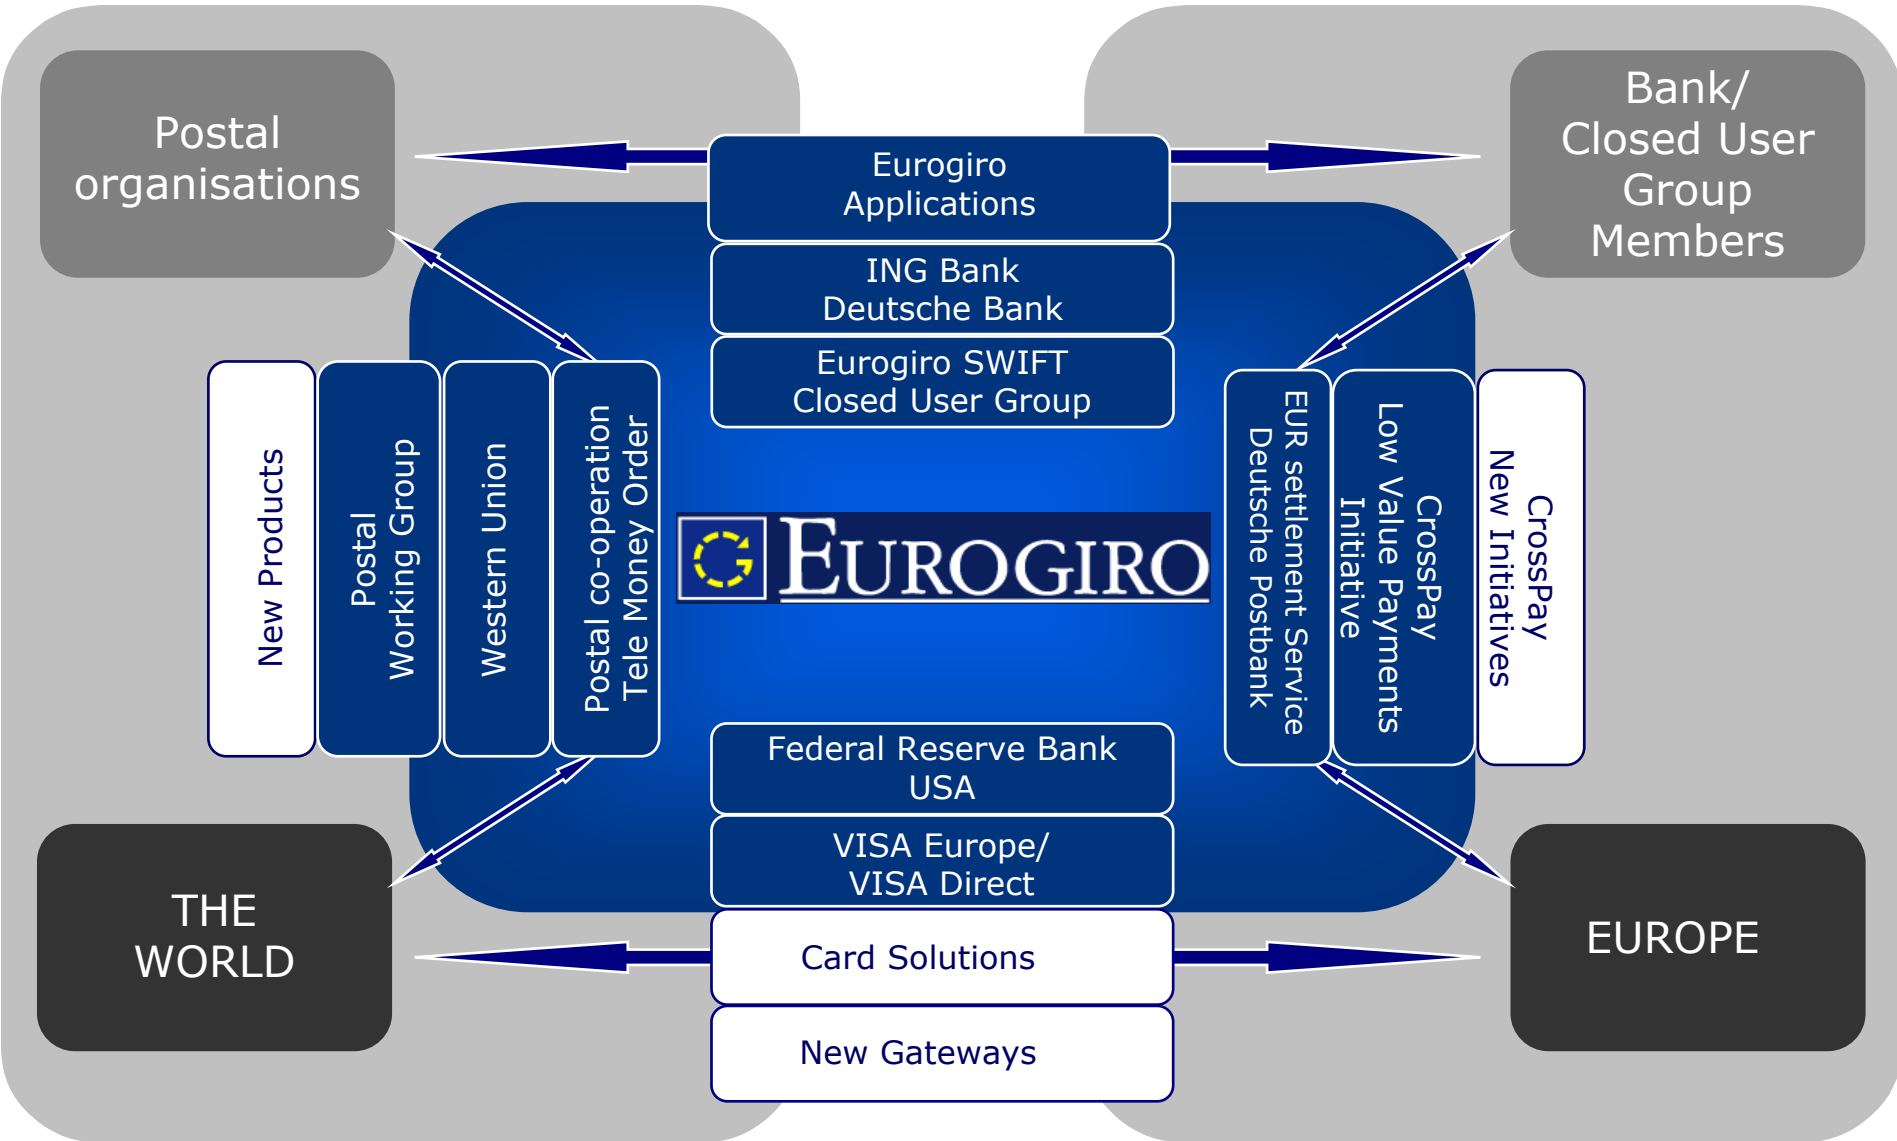 Postal
organisations
Bank/
Closed User
Group
Members
Eurogiro
Applications
ING Bank
Deutsche Bank
Eurogiro SWIFT
Closed User Group
New Products
Postal
Working Group
Western Union
Postal co-operation
Tele Money Order
EUROGIRO
EUR settlement Service
Deutsche Postbank
CrossPay
Low Value Payments
Initiative
CrossPay
New Initiatives
Federal Reserve Bank
USA
VISA Europe/
VISA Direct
THE
WORLD
Card Solutions
EUROPE
New Gateways